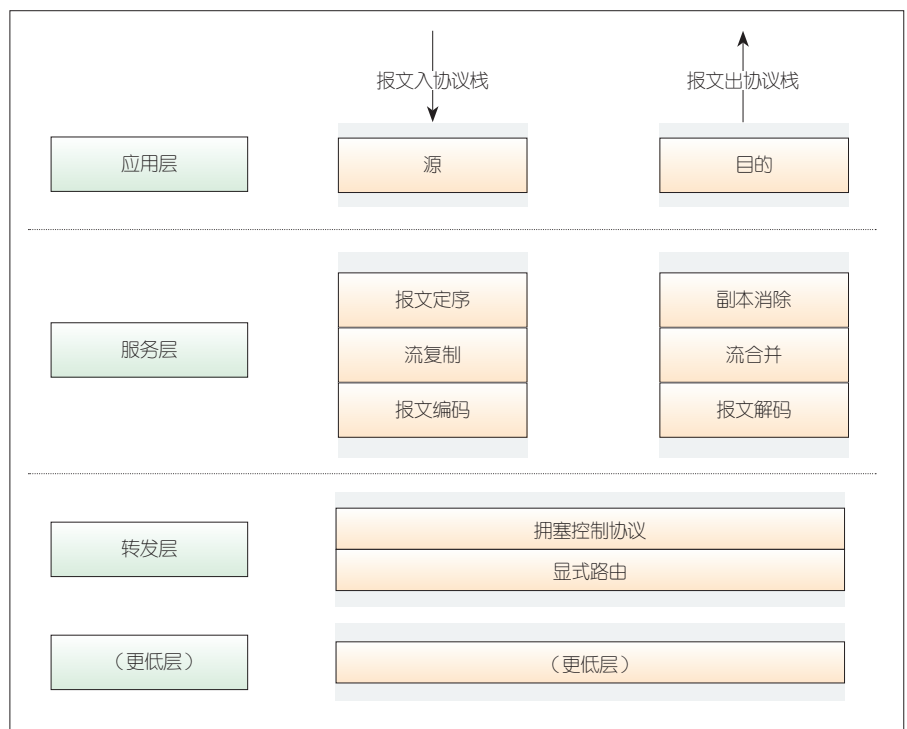 报文入协议栈
报文出协议栈
应用层
源
目的
服务层
报文定序
副本消除
流复制
流合并
报文编码
报文解码
转发层
拥塞控制协议
显式路由
（更低层）
（更低层）